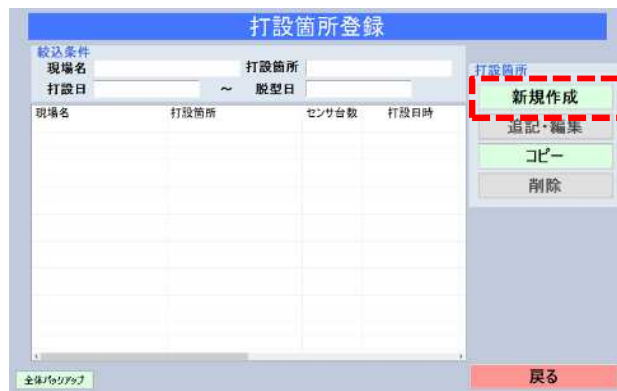 打設箇所登録
絞込条件
現場名 打設箇所
打設日 ～ 脱型日
現場名 打設箇所 センサ台数 打設日時
打設箇所
新規作成
追記・編集
コピー
削除
全体バックアップ
戻る